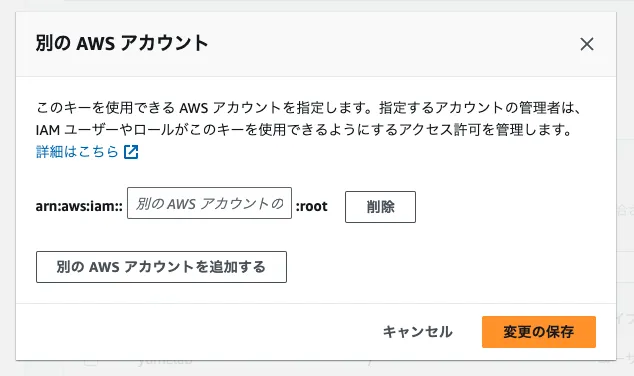 別の AWS アカウント
このキーを使用できる AWS アカウントを指定します。指定するアカウントの管理者は、
IAM ユーザーやロールがこのキーを使用できるようにするアクセス許可を管理します。
詳細はこちら
arn:aws:iam:: 別の AWS アカウントの :root 削除
別の AWS アカウントを追加する
キャンセル 変更の保存